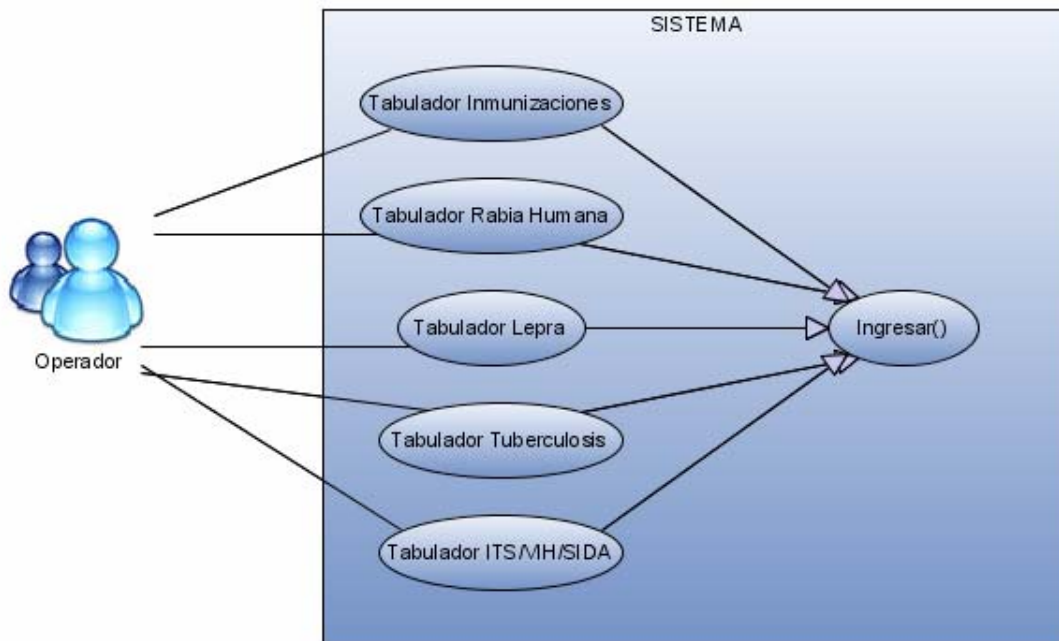 SISTEMA
Tabulador Inmunizaciones
Tabulador Rabia Humana
Tabulador Lepra
Ingresar()
Operador
Tabulador Tuberculosis
Tabulador ITS/VIH/SIDA